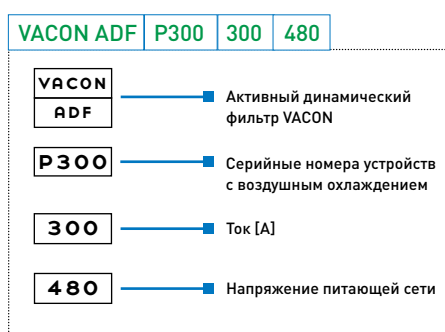 VACON ADF P300 300 480
VACON
ADF
Активный динамический
фильтр VACON
P300
Серийные номера устройств
с воздушным охлаждением
300
Ток [А]
480
Напряжение питающей сети